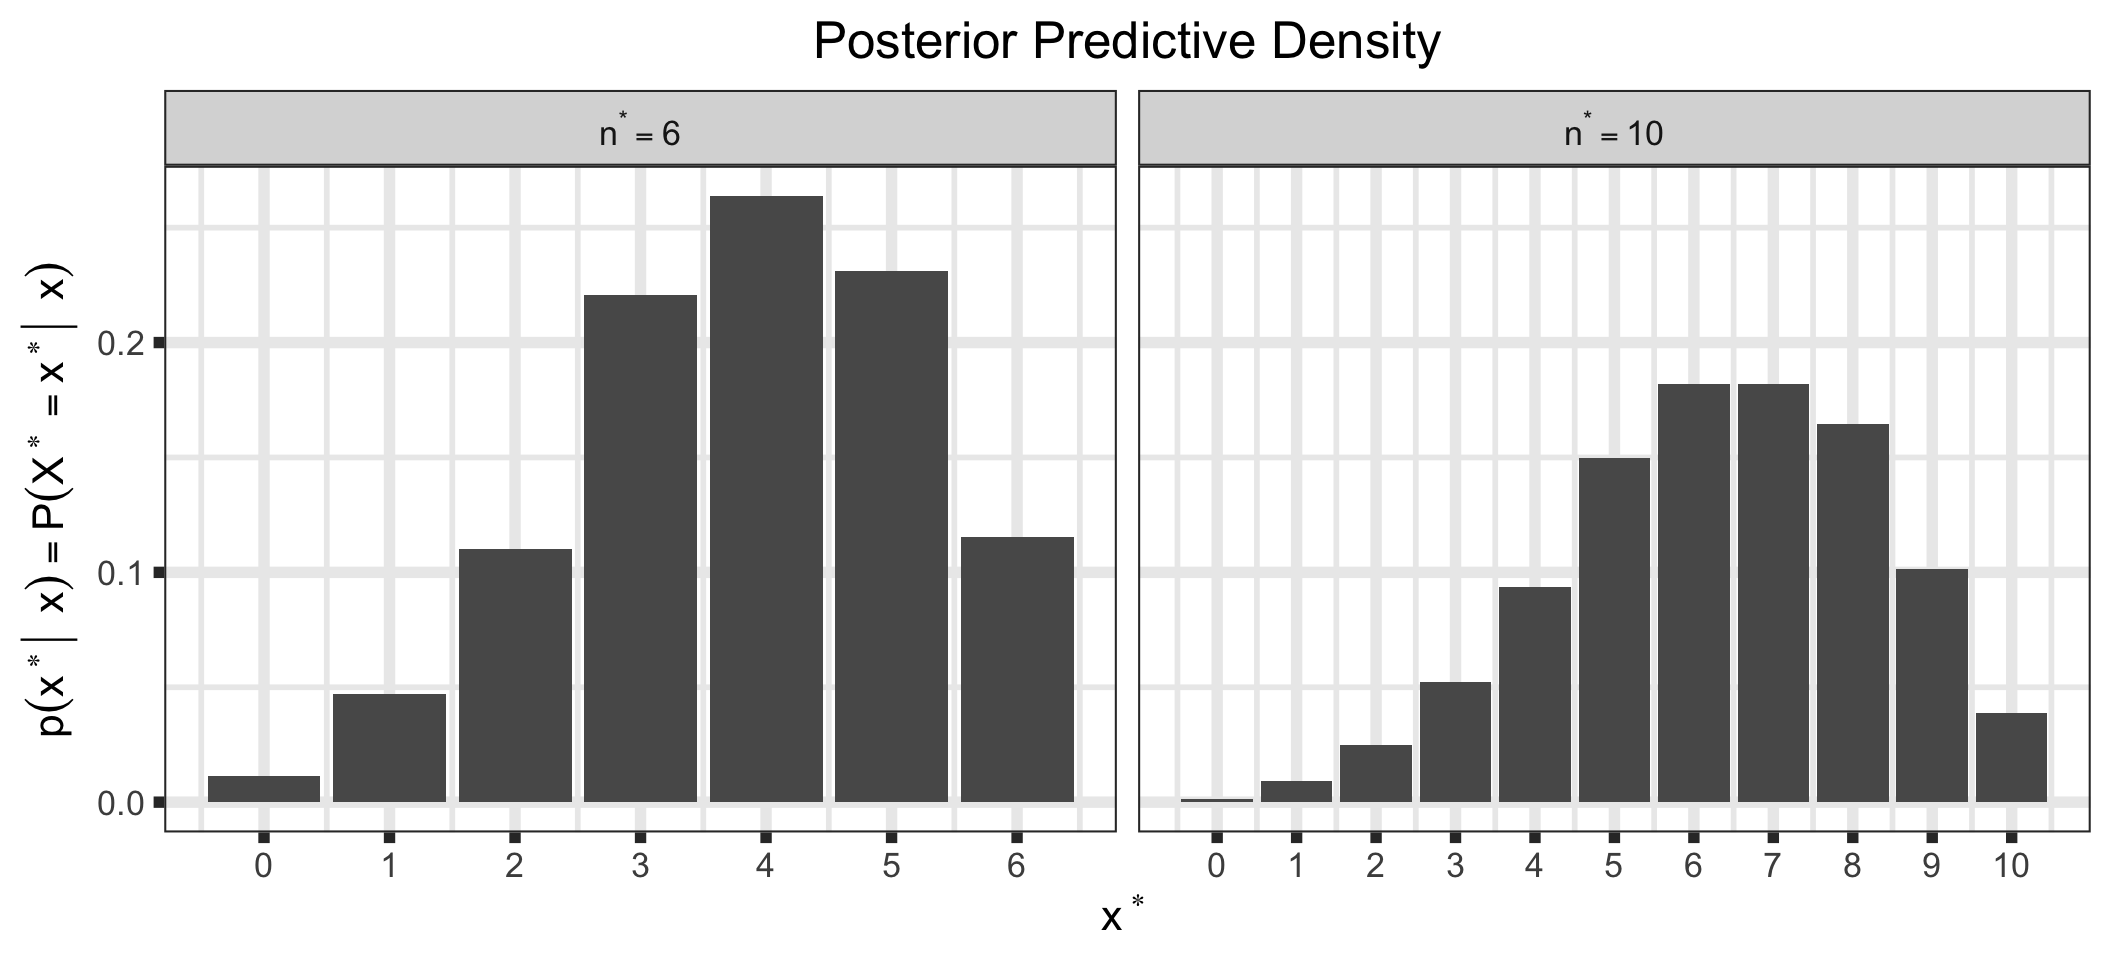 Posterior Predictive Density
n* = 6
n* = 10
p(x* | x) = P(X* = x* | x)
0.2
0.1
0.0
0 1 2 3 4 5 6
0 1 2 3 4 5 6 7 8 9 10
x*